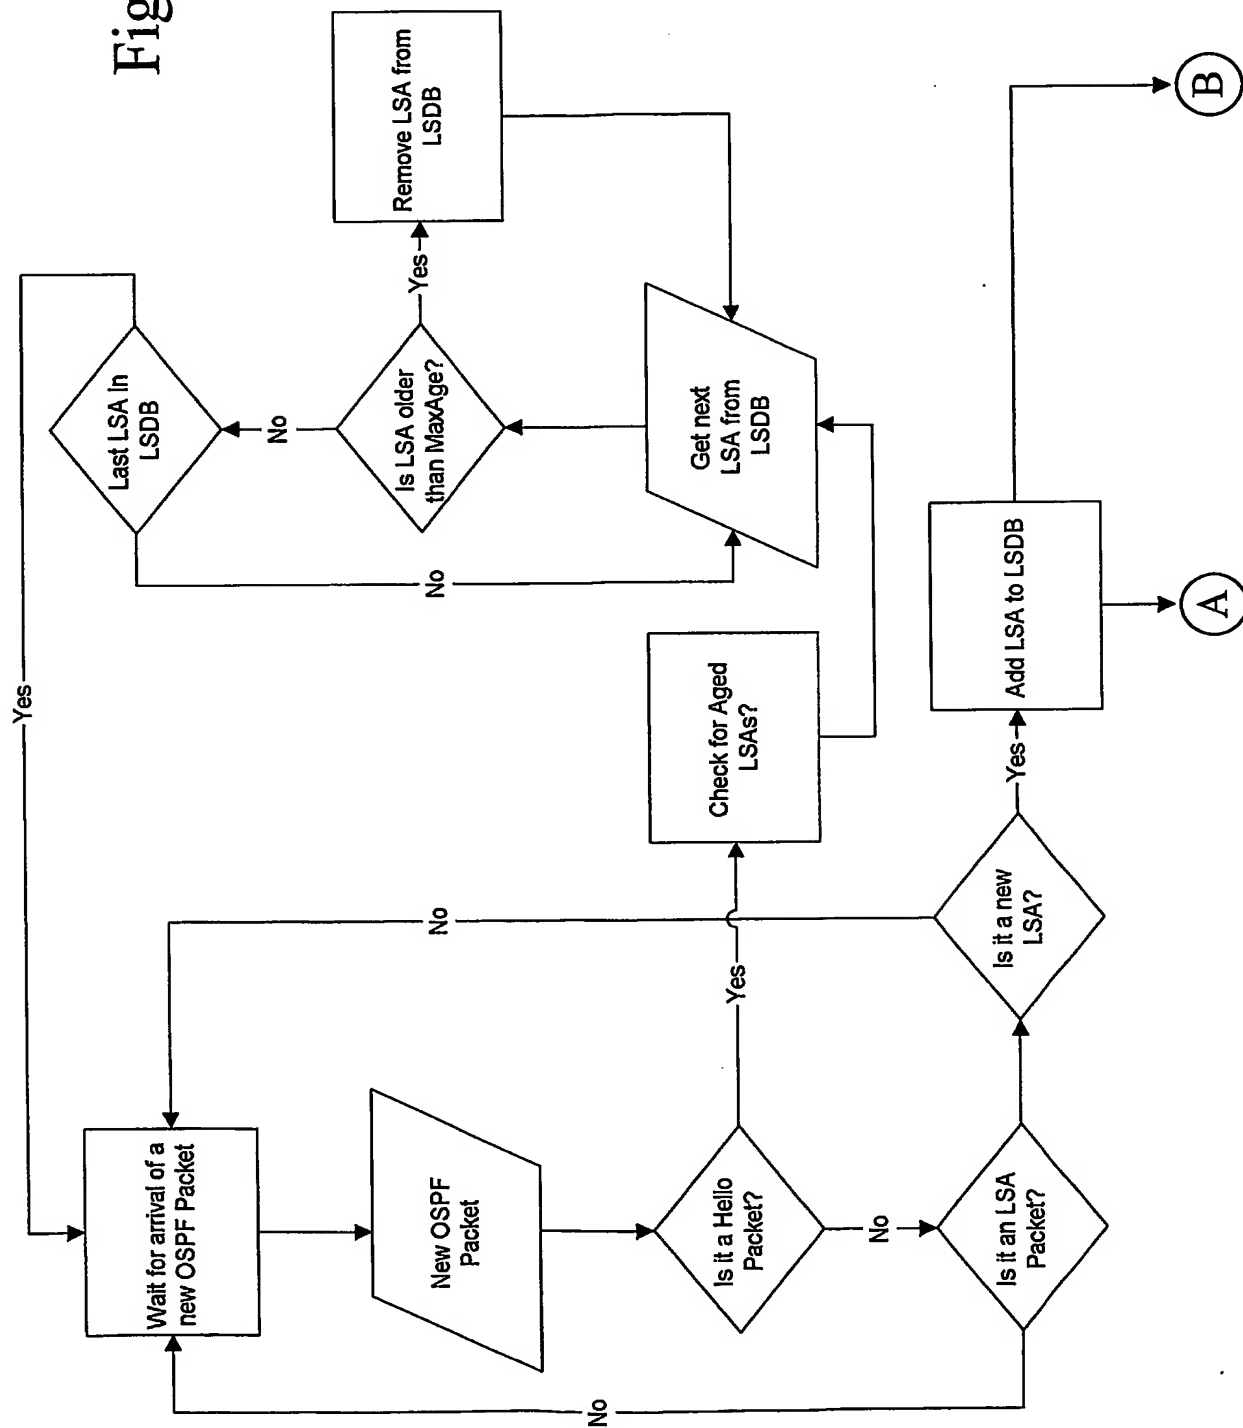 Fig
Wait for arrival of a
new OSPF Packet
New OSPF
Packet
Is it a Hello
Packet?
No
Is it an LSA
Packet?
No
Yes
Is it a new
LSA?
No
Yes
Check for Aged
LSAs?
Add LSA to LSDB
A
B
Get next
LSA from
LSDB
Is LSA older
than MaxAge?
Yes
Remove LSA from
LSDB
No
Last LSA in
LSDB
No
Yes